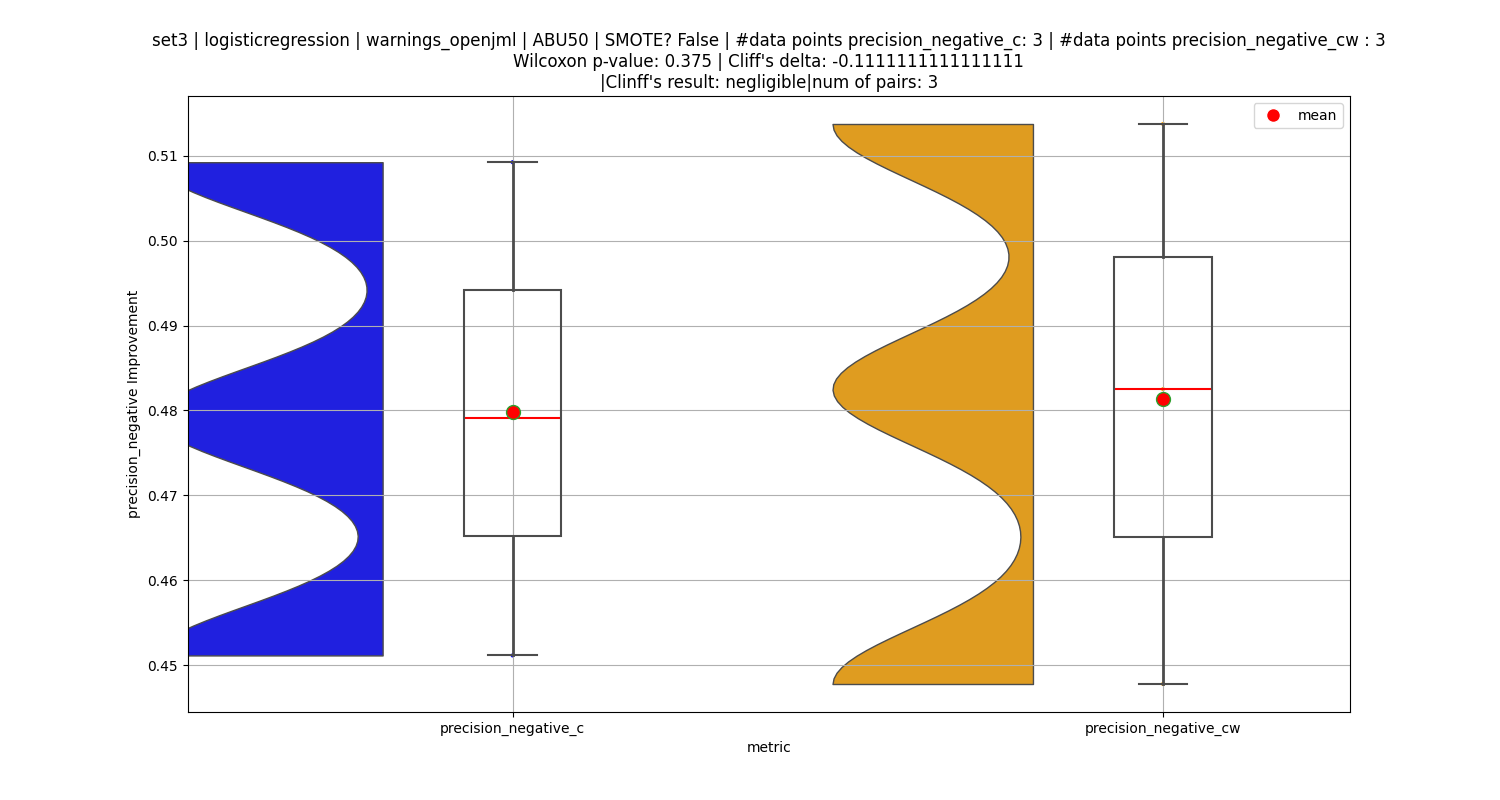 set3 | logisticregression | warnings_openjml | ABU50 | SMOTE? False | #data points precision_negative_c: 3 | #data points precision_negative_cw : 3
Wilcoxon p-value: 0.375 | Cliff's delta: -0.1111111111111111
|Clinff's result: negligible|num of pairs: 3
mean
0.51
0.50
0.49
0.48
0.47
0.46
0.45
precision_negative Improvement
precision_negative_c
precision_negative_cw
metric